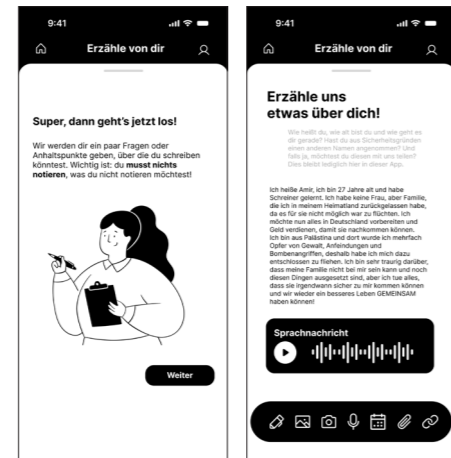 9:41
Erzähle von dir
Super, dann geht's jetzt los!
Wir werden dir ein paar Fragen oder
Anhaltspunkte geben, über die du schreiben
könntest. Wichtig ist: du musst nichts
notieren, was du nicht notieren möchtest!
Weiter
9:41
Erzähle von dir
Erzähle uns
etwas über dich!
Wie heißt du, wie alt bist du und wie geht es
dir gerade? Hast du aus Sicherheitsgründen
einen anderen Namen angenommen? Und
falls ja, möchtest du diesen mit uns teilen?
Dies bleibt lediglich hier in dieser App.
Ich heiße Amir, ich bin 27 Jahre alt und habe
Schreiner gelernt. Ich habe keine Frau, aber Familie,
die ich in meinem Heimatland zurückgelassen habe,
da es für sie nicht möglich war zu flüchten. Ich
möchte nun alles in Deutschland vorbereiten und
Geld verdienen, damit sie nachkommen können.
Ich bin aus Palästina und dort wurde ich mehrfach
Opfer von Gewalt, Anfeindungen und
Bombenangriffen, deshalb habe ich mich dazu
entschlossen zu fliehen. Ich bin sehr traurig darüber,
dass meine Familie nicht bei mir sein kann und noch
diesen Dingen ausgesetzt sind, aber ich tue alles,
dass sie irgendwann sicher zu mir kommen können
und wir wieder ein besseres Leben GEMEINSAM
haben können!
Sprachnachricht